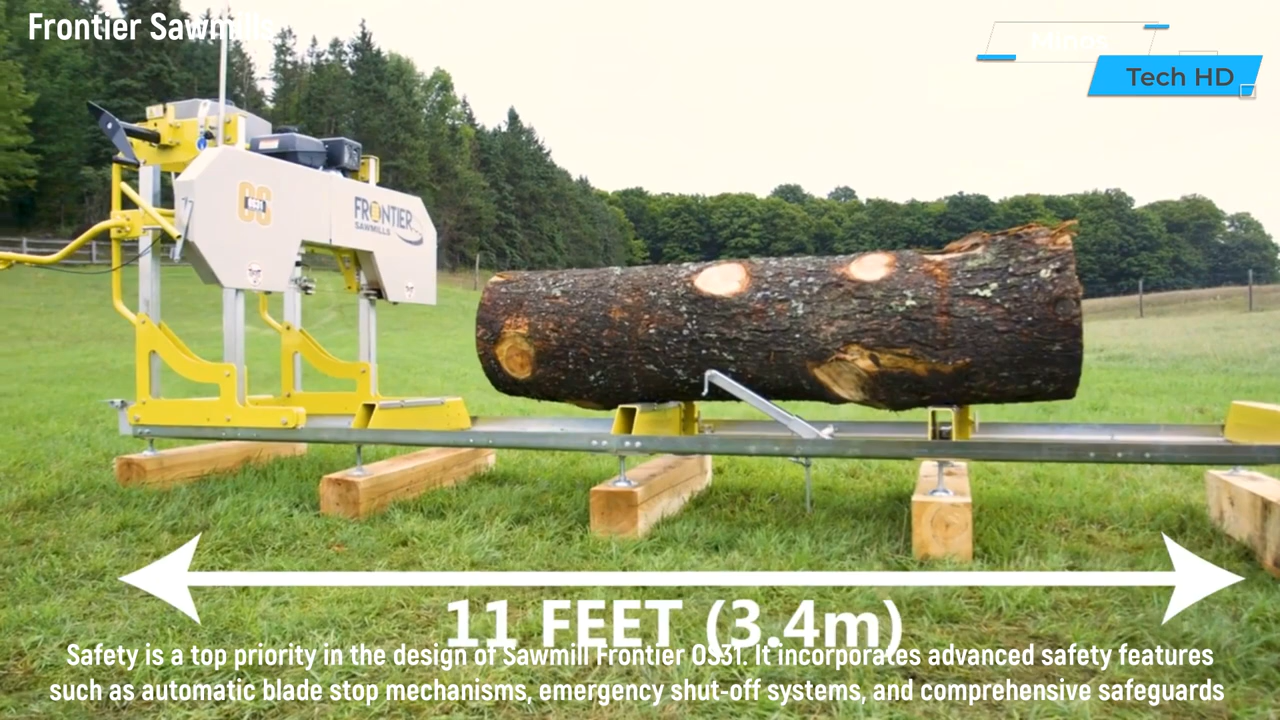 Frontier Sawmills
Minos
Tech HD
OS31
FRONTIER
SAWMILLS
11 FEET (3.4m)
Safety is a top priority in the design of Sawmill Frontier OS31. It incorporates advanced safety features
such as automatic blade stop mechanisms, emergency shut-off systems, and comprehensive safeguards